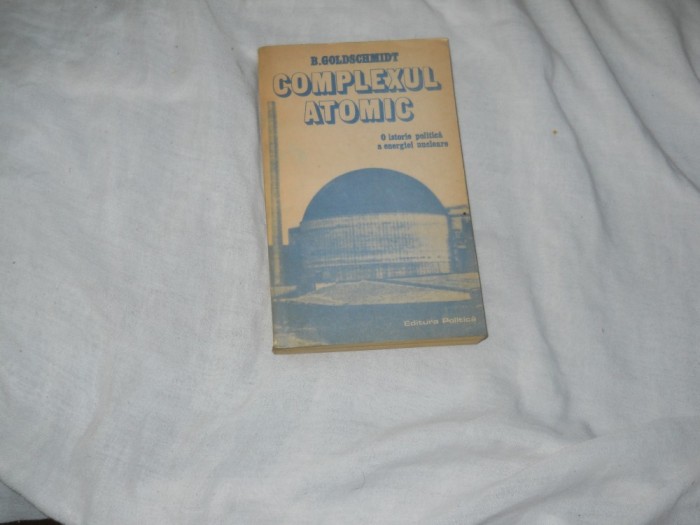 B.GOLDSCHMIDT
COMPLEXUL
ATOMIC
O istorie politică
a energiei nucleare
Editura Politică